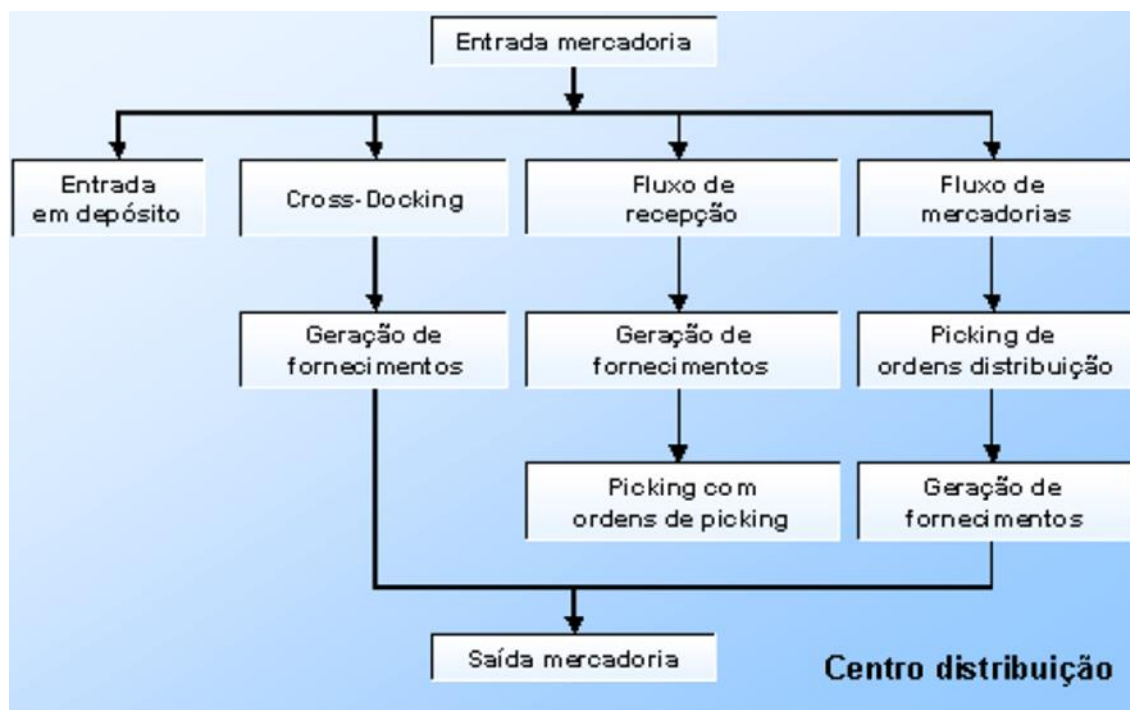 Entrada mercadoria
Entrada
em depósito
Cross-Docking
Fluxo de
recepção
Fluxo de
mercadorias
Geração de
fornecimentos
Geração de
fornecimentos
Picking de
ordens distribuição
Picking com
ordens de picking
Geração de
fornecimentos
Saída mercadoria
Centro distribuição